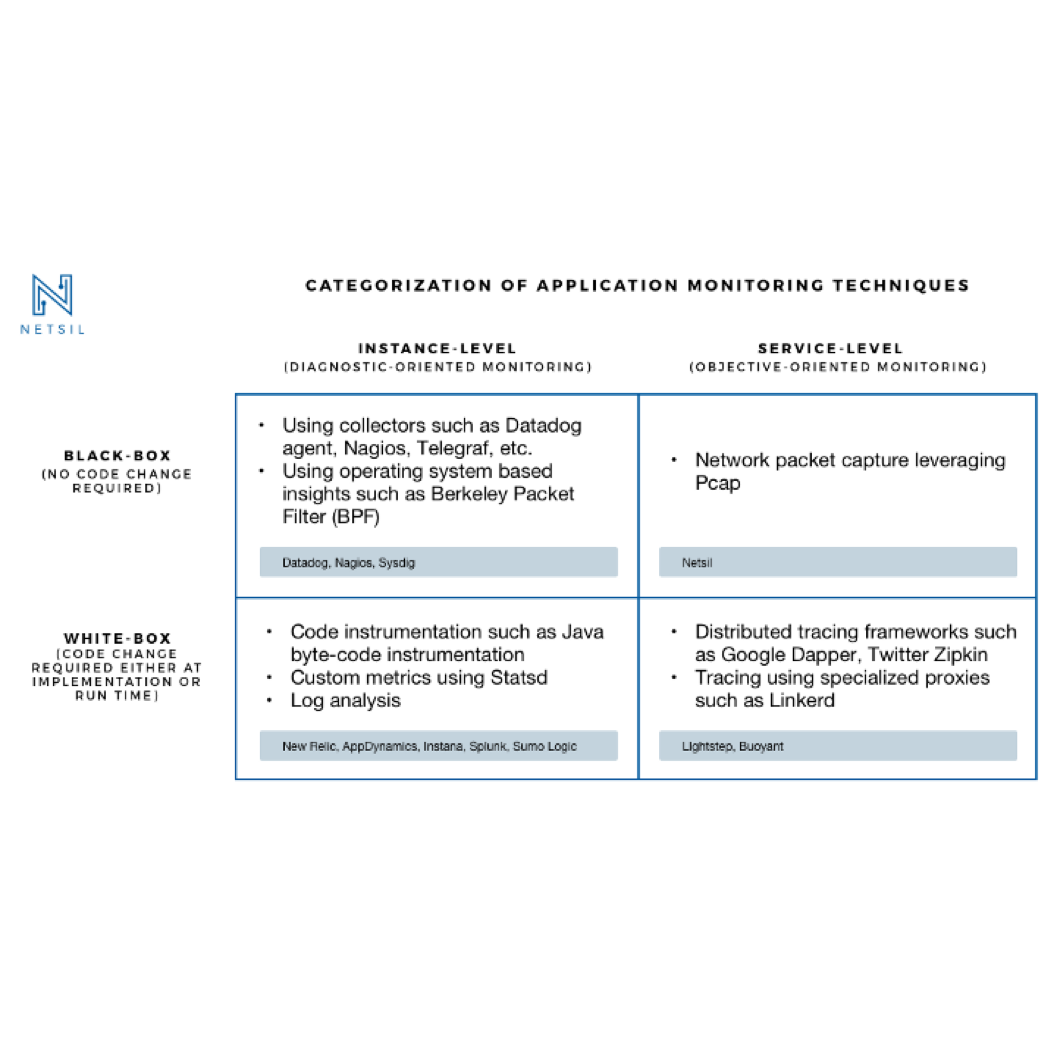 CATEGORIZATION OF APPLICATION MONITORING TECHNIQUES
NETSIL
INSTANCE-LEVEL
(DIAGNOSTIC-ORIENTED MONITORING)
SERVICE-LEVEL
(OBJECTIVE-ORIENTED MONITORING)
BLACK-BOX
(NO CODE CHANGE
REQUIRED)
• Using collectors such as Datadog
agent, Nagios, Telegraf, etc.
• Using operating system based
insights such as Berkeley Packet
Filter (BPF)
Datadog, Nagios, Sysdig
• Network packet capture leveraging
Pcap
Netsil
WHITE-BOX
(CODE CHANGE
REQUIRED EITHER AT
IMPLEMENTATION OR
RUN TIME)
• Code instrumentation such as Java
byte-code instrumentation
• Custom metrics using Statsd
• Log analysis
New Relic, AppDynamics, Instana, Splunk, Sumo Logic
• Distributed tracing frameworks such
as Google Dapper, Twitter Zipkin
• Tracing using specialized proxies
such as Linkerd
Lightstep, Buoyant